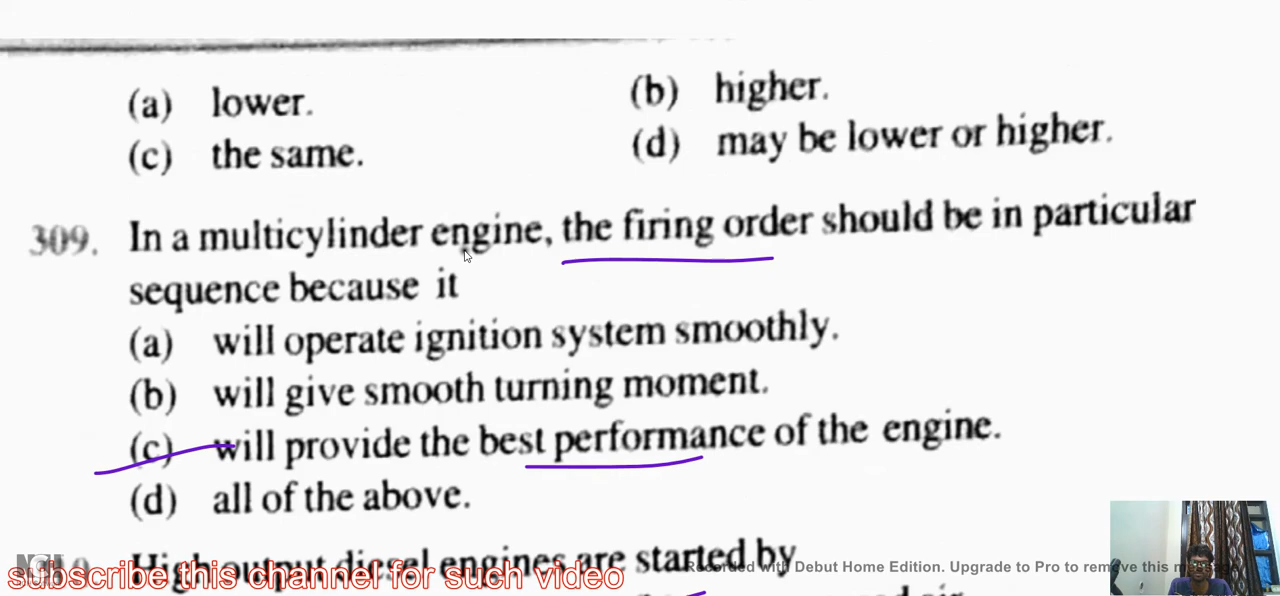 (a) lower. (b) higher.
(c) the same. (d) may be lower or higher.
309. In a multicylinder engine, the firing order should be in particular
sequence because it
(a) will operate ignition system smoothly.
(b) will give smooth turning moment.
(c) will provide the best performance of the engine.
(d) all of the above.
High output diesel engines are started by
subscribe this channel for such video
Recorded with Debut Home Edition. Upgrade to Pro to remove this message.